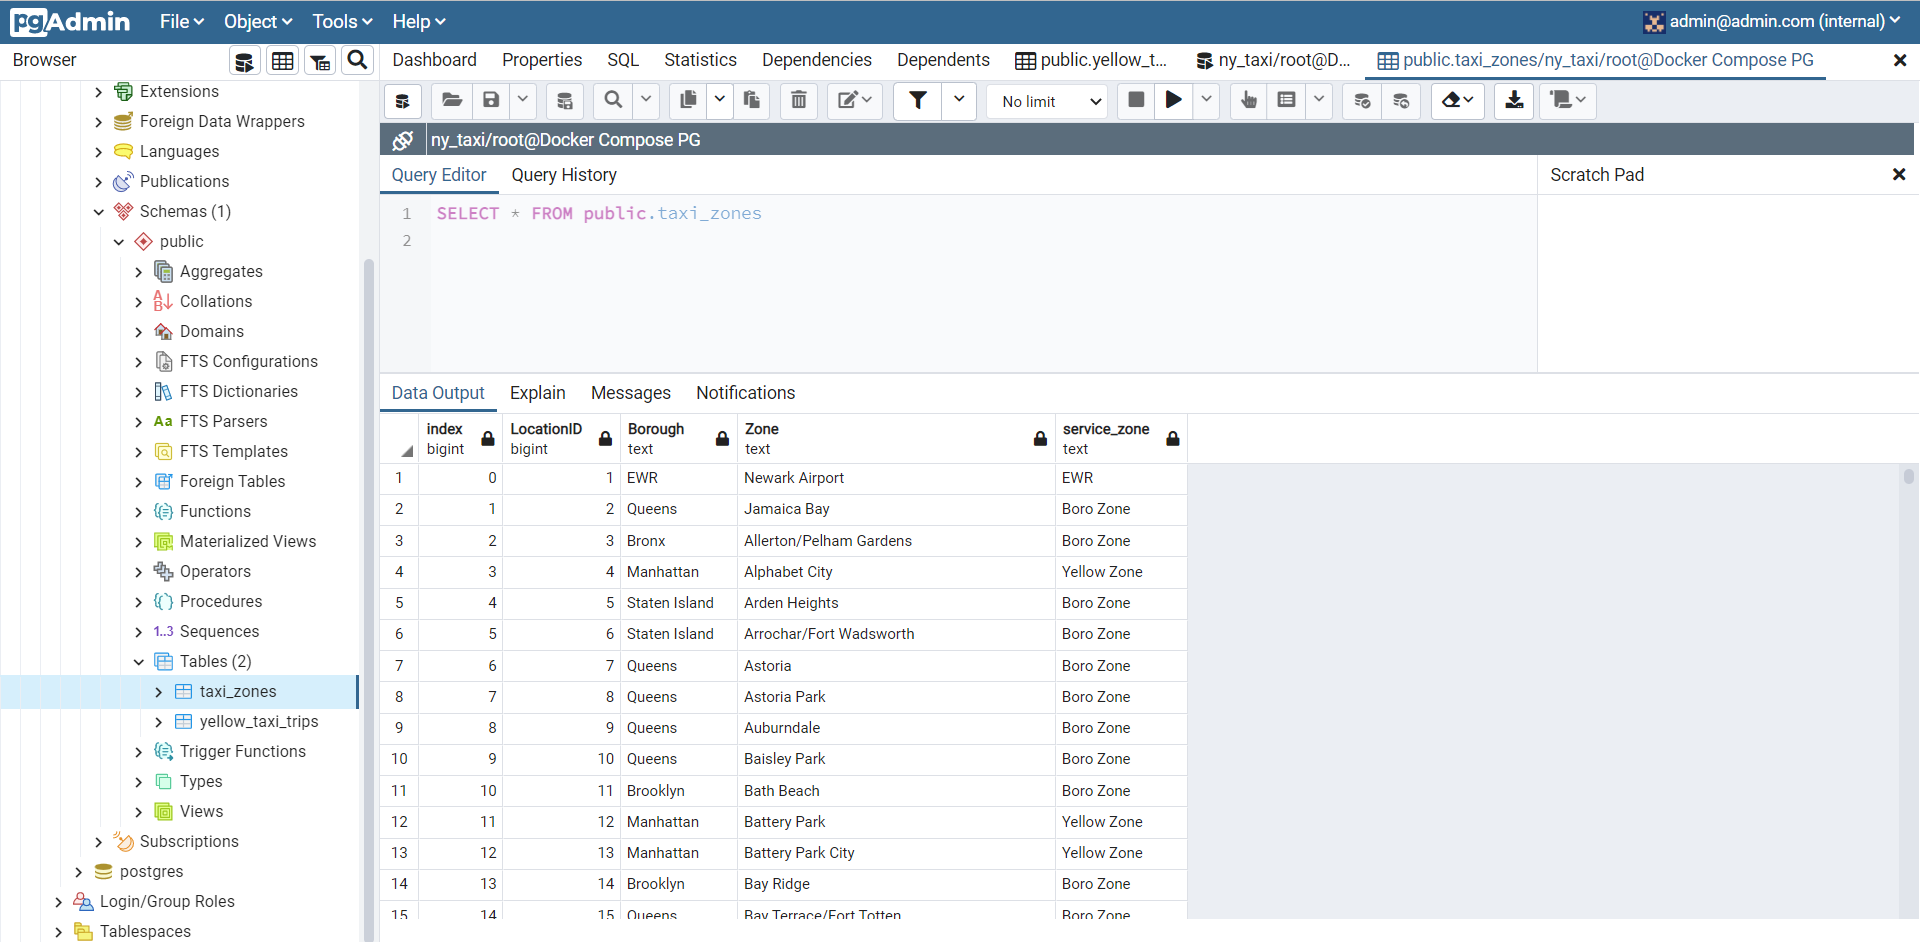 pgAdmin File Object Tools Help admin@admin.com (internal)
Browser Dashboard Properties SQL Statistics Dependencies Dependents public.yellow_t... ny_taxi/root@D... public.taxi_zones/ny_taxi/root@Docker Compose PG
No limit
ny_taxi/root@Docker Compose PG
Query Editor Query History Scratch Pad
1 SELECT * FROM public.taxi_zones
2
Extensions
Foreign Data Wrappers
Languages
Publications
Schemas (1)
public
Aggregates
Collations
Domains
FTS Configurations
FTS Dictionaries
Aa FTS Parsers
FTS Templates
Foreign Tables
Functions
Materialized Views
Operators
Procedures
1..3 Sequences
Tables (2)
taxi_zones
yellow_taxi_trips
Trigger Functions
Types
Views
Subscriptions
postgres
Login/Group Roles
Tablespaces
Data Output Explain Messages Notifications
index LocationID Borough Zone service_zone
bigint bigint text text text
1 0 1 EWR Newark Airport EWR
2 1 2 Queens Jamaica Bay Boro Zone
3 2 3 Bronx Allerton/Pelham Gardens Boro Zone
4 3 4 Manhattan Alphabet City Yellow Zone
5 4 5 Staten Island Arden Heights Boro Zone
6 5 6 Staten Island Arrochar/Fort Wadsworth Boro Zone
7 6 7 Queens Astoria Boro Zone
8 7 8 Queens Astoria Park Boro Zone
9 8 9 Queens Auburndale Boro Zone
10 9 10 Queens Baisley Park Boro Zone
11 10 11 Brooklyn Bath Beach Boro Zone
12 11 12 Manhattan Battery Park Yellow Zone
13 12 13 Manhattan Battery Park City Yellow Zone
14 13 14 Brooklyn Bay Ridge Boro Zone
15 14 15 Queens Bay Terrace/Fort Totten Boro Zone